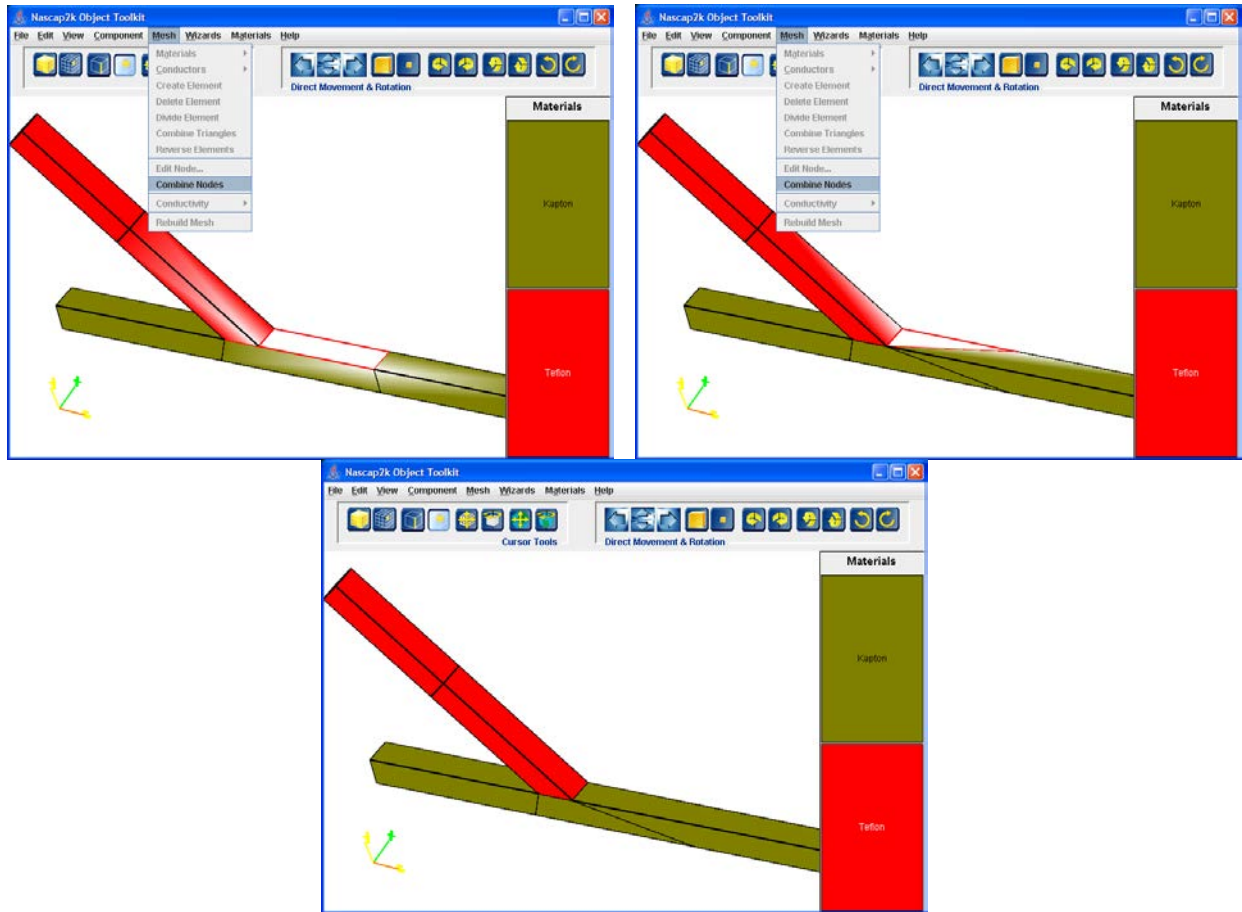 Nascap2k Object Toolkit
File Edit View Component Mesh Wizards Materials Help
Materials
Conductors
Create Element
Delete Element
Divide Element
Combine Triangles
Reverse Elements
Edit Node...
Combine Nodes
Conductivity
Rebuild Mesh
Direct Movement & Rotation
Materials
Kapton
Teflon
Nascap2k Object Toolkit
File Edit View Component Mesh Wizards Materials Help
Materials
Conductors
Create Element
Delete Element
Divide Element
Combine Triangles
Reverse Elements
Edit Node...
Combine Nodes
Conductivity
Rebuild Mesh
Direct Movement & Rotation
Materials
Kapton
Teflon
Nascap2k Object Toolkit
File Edit View Component Mesh Wizards Materials Help
Cursor Tools
Direct Movement & Rotation
Materials
Kapton
Teflon